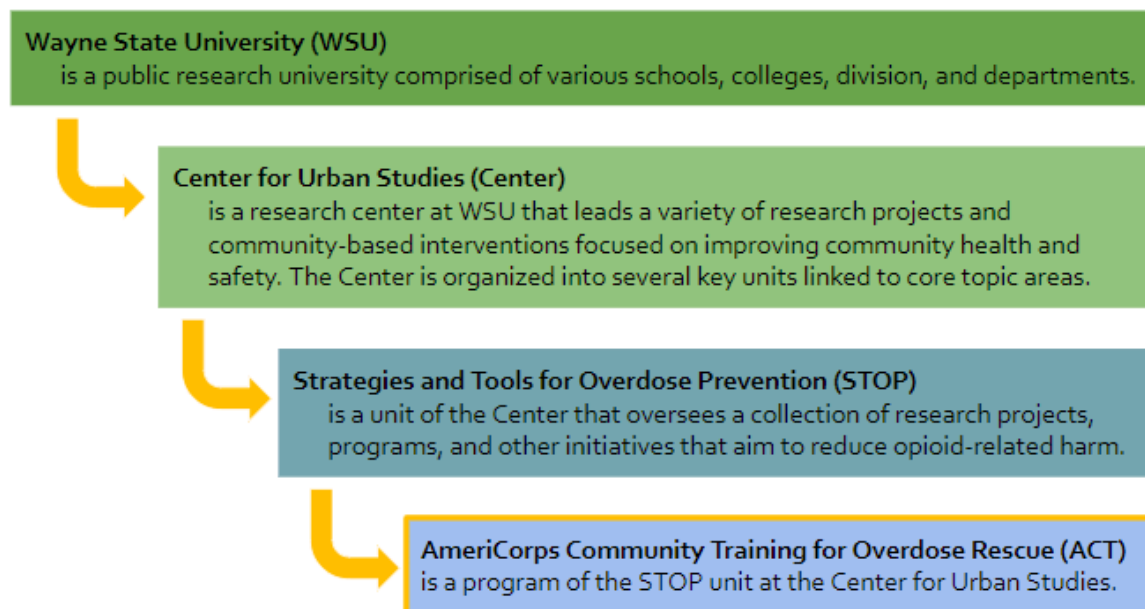 Wayne State University (WSU)
is a public research university comprised of various schools, colleges, division, and departments.
Center for Urban Studies (Center)
is a research center at WSU that leads a variety of research projects and
community-based interventions focused on improving community health and
safety. The Center is organized into several key units linked to core topic areas.
Strategies and Tools for Overdose Prevention (STOP)
is a unit of the Center that oversees a collection of research projects,
programs, and other initiatives that aim to reduce opioid-related harm.
AmeriCorps Community Training for Overdose Rescue (ACT)
is a program of the STOP unit at the Center for Urban Studies.